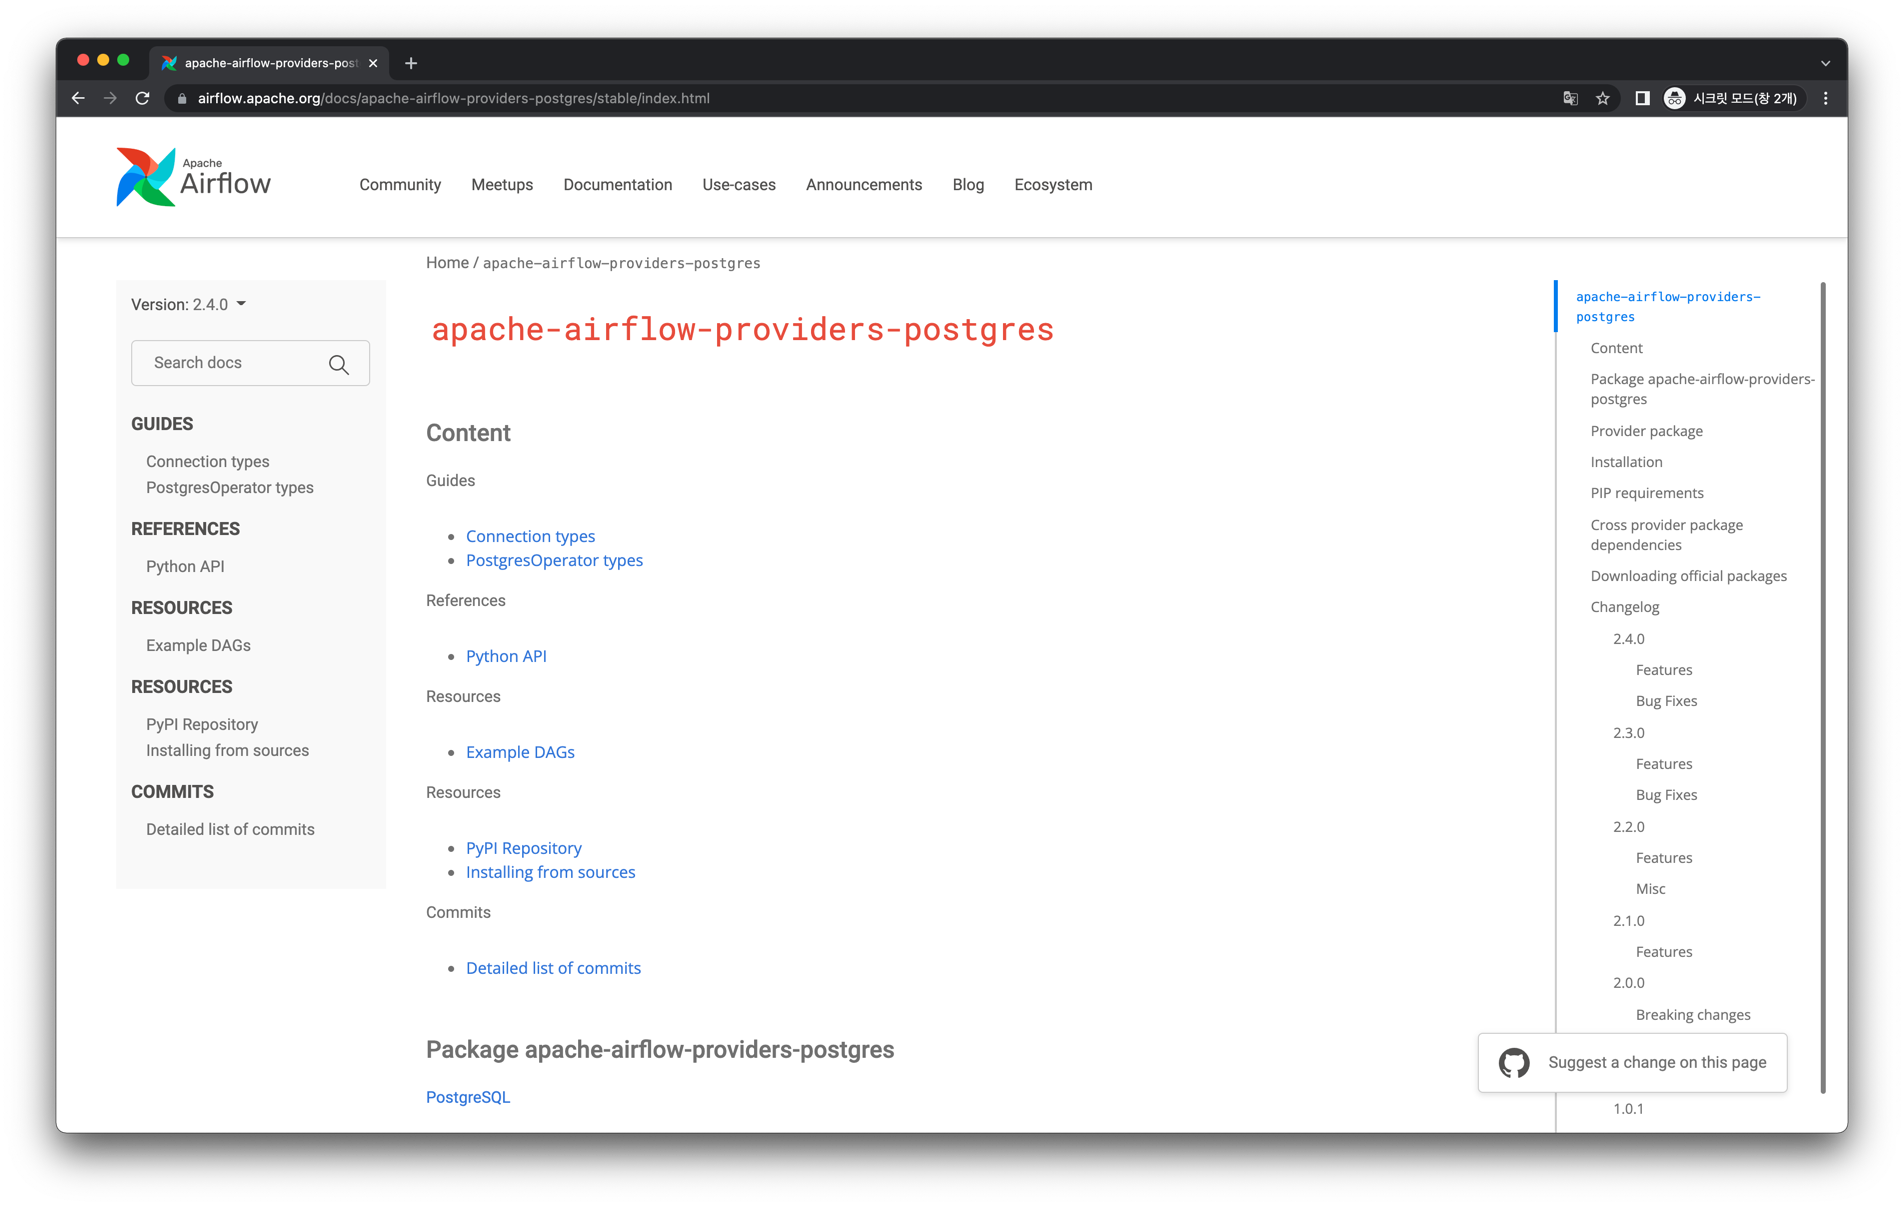 apache-airflow-providers-post
airflow.apache.org/docs/apache-airflow-providers-postgres/stable/index.html
시크릿 모드(창 2개)
Apache
Airflow
Community Meetups Documentation Use-cases Announcements Blog Ecosystem
Home / apache-airflow-providers-postgres
Version: 2.4.0
Search docs
GUIDES
Connection types
PostgresOperator types
REFERENCES
Python API
RESOURCES
Example DAGs
RESOURCES
PyPI Repository
Installing from sources
COMMITS
Detailed list of commits
apache-airflow-providers-postgres
Content
Guides
Connection types
PostgresOperator types
References
Python API
Resources
Example DAGs
Resources
PyPI Repository
Installing from sources
Commits
Detailed list of commits
Package apache-airflow-providers-postgres
PostgreSQL
apache-airflow-providers-
postgres
Content
Package apache-airflow-providers-
postgres
Provider package
Installation
PIP requirements
Cross provider package
dependencies
Downloading official packages
Changelog
2.4.0
Features
Bug Fixes
2.3.0
Features
Bug Fixes
2.2.0
Features
Misc
2.1.0
Features
2.0.0
Breaking changes
Suggest a change on this page
1.0.1